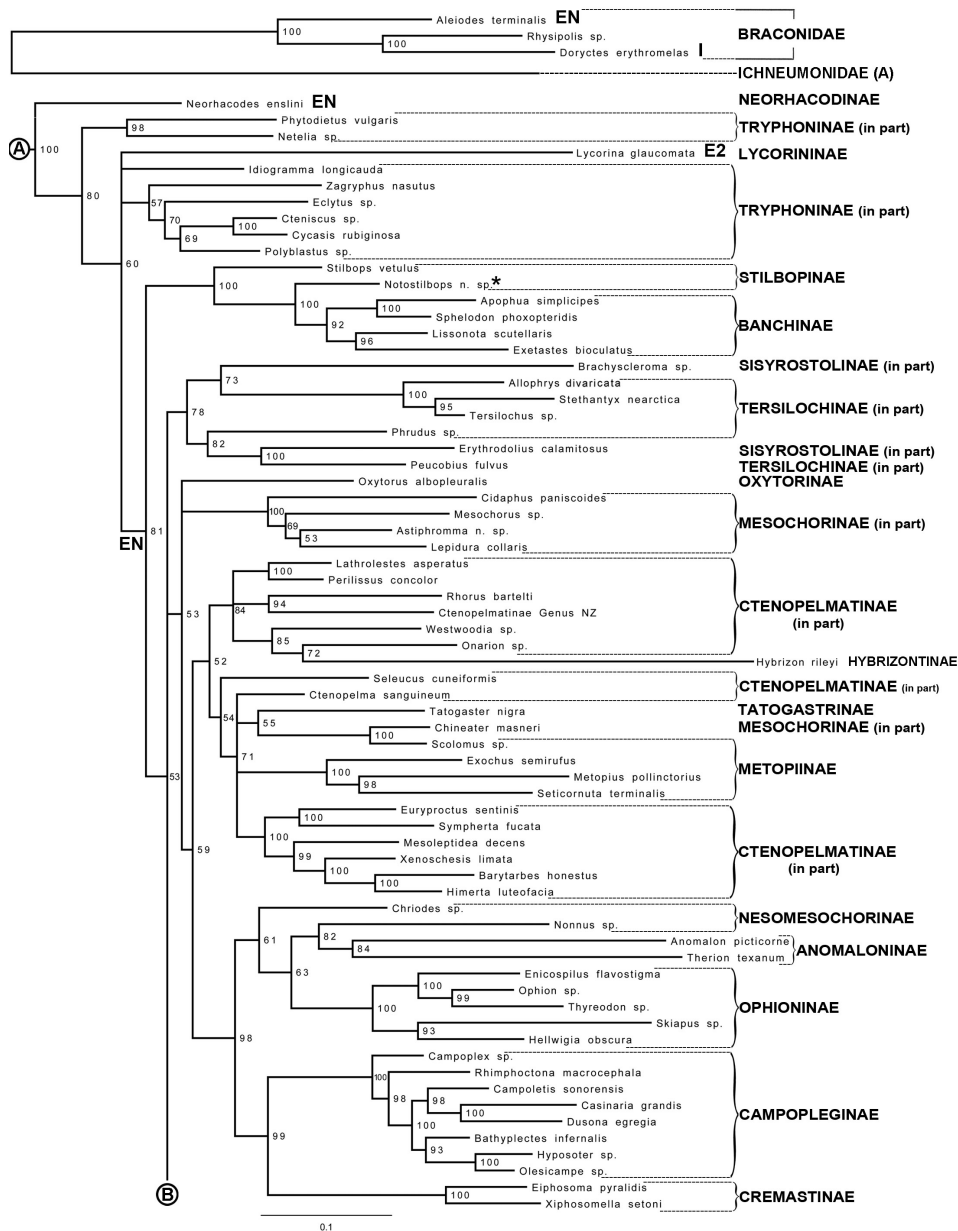 Aleiodes terminalis EN
100
Rhysipolis sp.
100
Doryctes erythromelas I
BRACONIDAE
ICHNEUMONIDAE (A)
Neorhacodes enslini EN NEORHACODINAE
A
100
Phytodietus vulgaris
98
Netelia sp.
TRYPHONINAE (in part)
80
Lycorina glaucomata E2 LYCORININAE
Idiogramma longicauda
Zagryphus nasutus
57
Eclytus sp.
70
Cteniscus sp.
100
Cycasis rubiginosa
69
Polyblastus sp.
TRYPHONINAE (in part)
60
Stilbops vetulus
100
Notostilbops n. sp.*
STILBOPINAE
100
Apophua simplicipes
100
Sphelodon phoxopteridis
92
Lissonota scutellaris
96
Exetastes bioculatus
BANCHINAE
Brachyscleroma sp. SISYROSTOLINAE (in part)
73
Allophrys divaricata
100
Stethantyx nearctica
95
Tersilochus sp.
78
Phrudus sp.
TERSILOCHINAE (in part)
82
Erythrodolius calamitosus SISYROSTOLINAE (in part)
100
Peucobius fulvus TERSILOCHINAE (in part)
Oxytorus albopleuralis OXYTORINAE
Cidaphus paniscoides
100
Mesochorus sp.
69
Astiphromma n. sp.
53
Lepidura collaris
MESOCHORINAE (in part)
EN
81
Lathrolestes asperatus
100
Perilissus concolor
53
84
Rhorus bartelti
94
Ctenopelmatinae Genus NZ
Westwoodia sp.
85
Onarion sp.
72
CTENOPELMATINAE
(in part)
Hybrizon rileyi HYBRIZONTINAE
52
Seleucus cuneiformis
Ctenopelma sanguineum
CTENOPELMATINAE (in part)
54
Tatogaster nigra TATOGASTRINAE
55
Chineater masneri MESOCHORINAE (in part)
100
Scolomus sp.
71
Exochus semirufus
100
Metopius pollinctorius
98
Seticornuta terminalis
METOPIINAE
53
Euryproctus sentinis
100
Sympherta fucata
100
Mesoleptidea decens
99
Xenoschesis limata
100
Barytarbes honestus
100
Himerta luteofacia
CTENOPELMATINAE
(in part)
59
Chriodes sp.
Nonnus sp.
NESOMESOCHORINAE
61
82
Anomalon picticorne
84
Therion texanum
ANOMALONINAE
63
Enicospilus flavostigma
100
Ophion sp.
99
Thyreodon sp.
100
Skiapus sp.
93
Hellwigia obscura
OPHIONINAE
98
Campoplex sp.
100
Rhimphoctona macrocephala
98
Campoletis sonorensis
98
Casinaria grandis
100
Dusona egregia
100
Bathyplectes infernalis
93
Hyposoter sp.
100
Olesicampe sp.
CAMPOPLEGINAE
99
Eiphosoma pyralidis
100
Xiphosomella setoni
CREMASTINAE
B
0.1